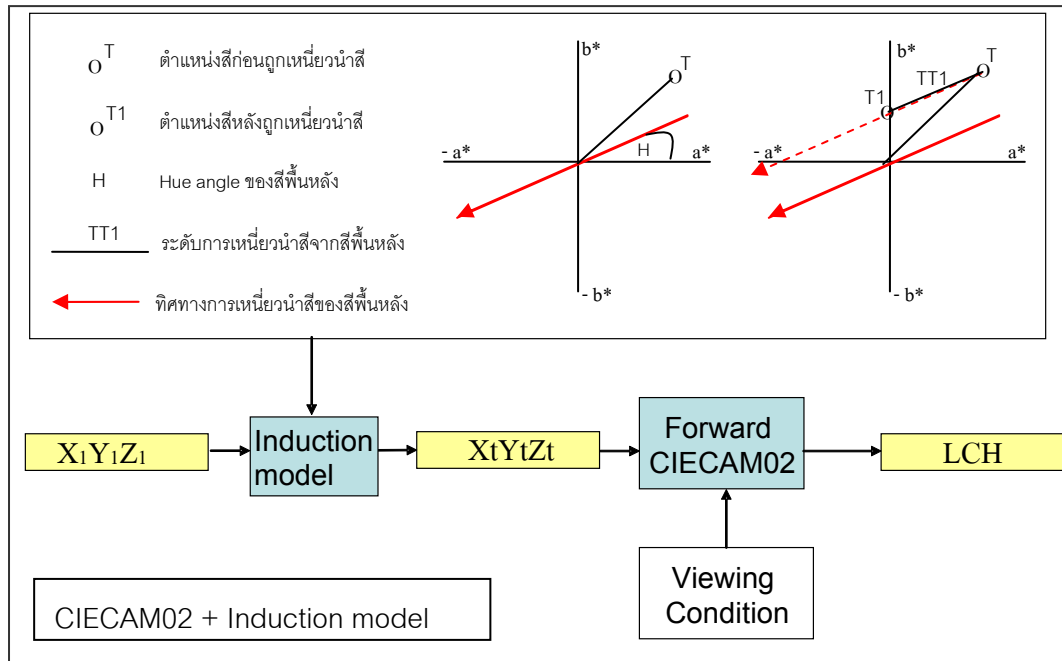 O T ตำแหน่งสีก่อนถูกเหนี่ยวนำสี
O T1 ตำแหน่งสีหลังถูกเหนี่ยวนำสี
H Hue angle ของสีพื้นหลัง
TT1 ระดับการเหนี่ยวนำสีจากสีพื้นหลัง
ทิศทางการเหนี่ยวนำสีของสีพื้นหลัง
b*
O T
- a*
H
a*
- b*
b*
O T
TT1
T1
O
- a*
a*
- b*
X₁Y₁Z₁
Induction
model
XtYtZt
Forward
CIECAM02
LCH
Viewing
Condition
CIECAM02 + Induction model